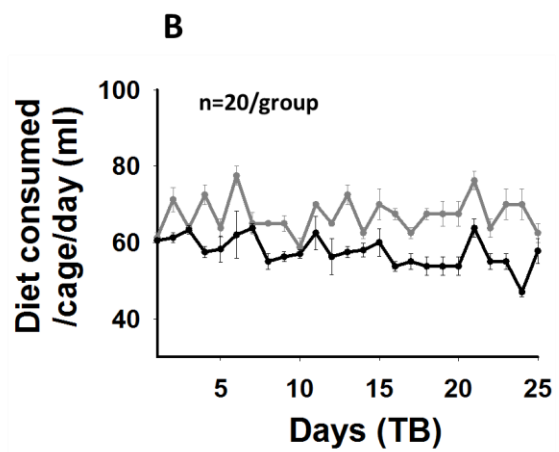 B
n=20/group
Diet consumed
/cage/day (ml)
100
80
60
40
5 10 15 20 25
Days (TB)